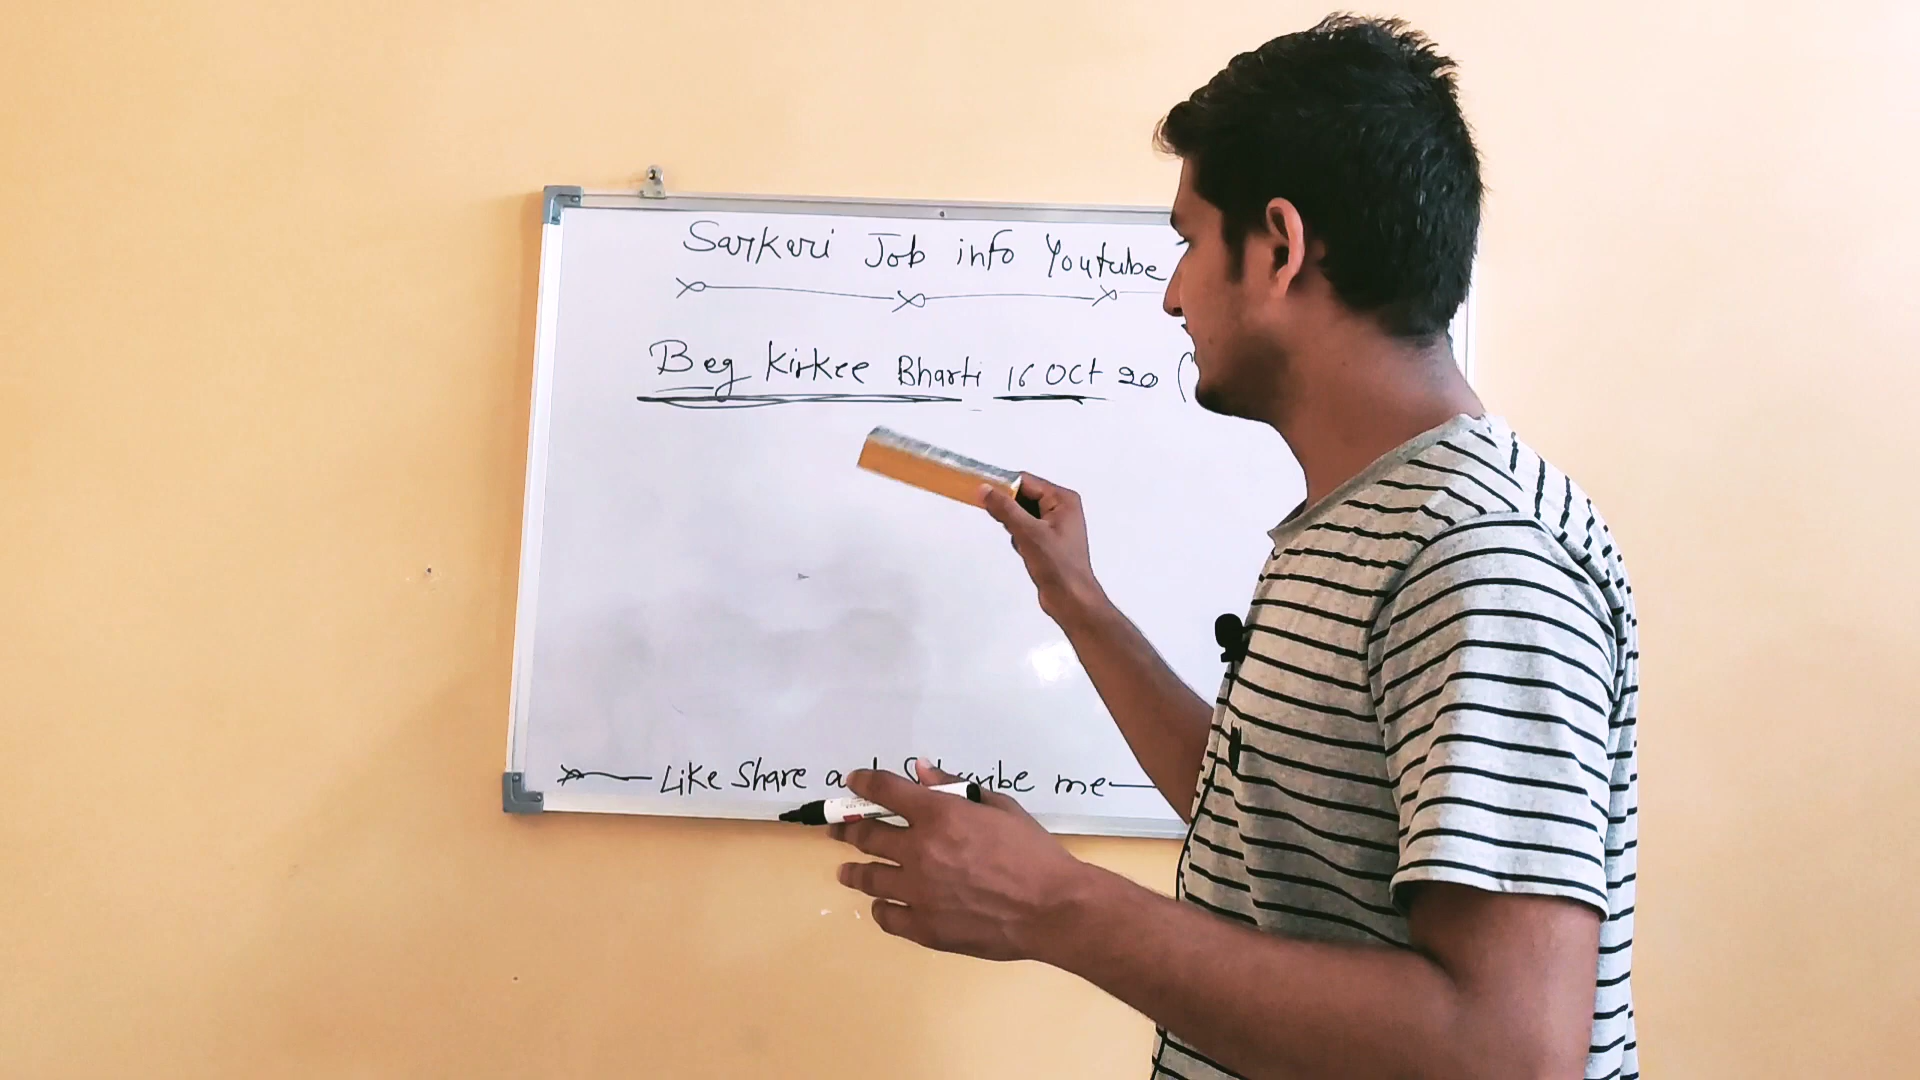 Sarkari Job info Youtube
Beg Kirkee Bharti 16 Oct 20 (
Like Share and Subscribe me